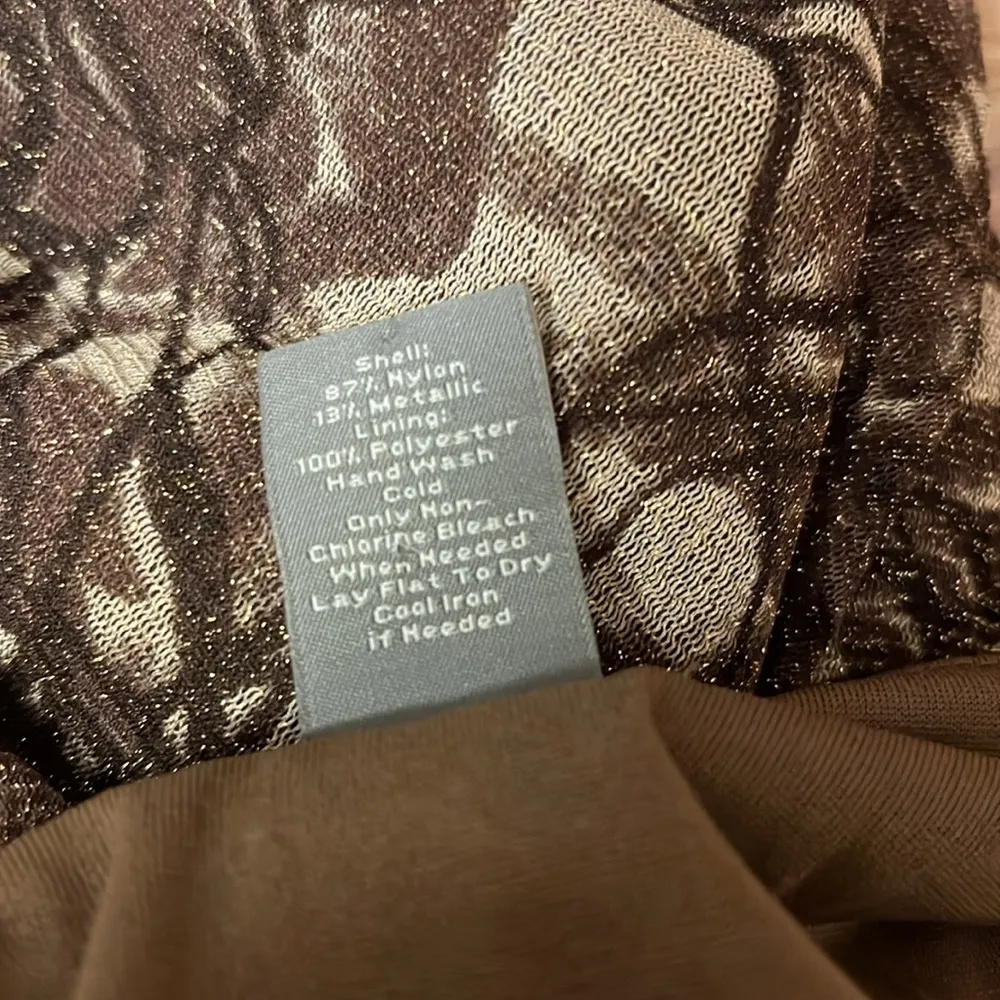 Shell:
87% Nylon
13% Metallic
Lining:
100% Polyester
Hand Wash
Cold
Only Non-
Chlorine Bleach
When Needed
Lay Flat To Dry
Cool Iron
if Needed